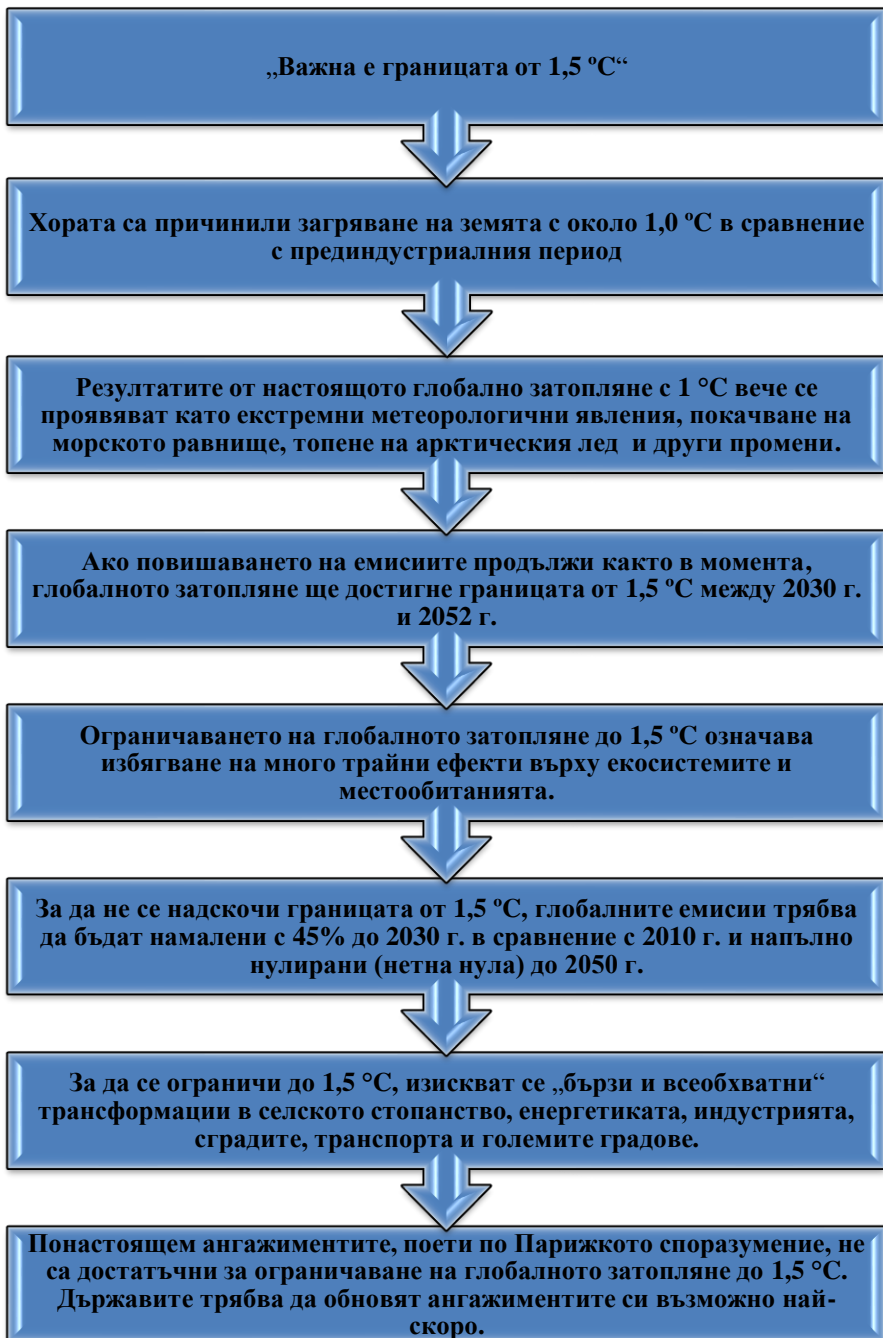 „Важна е границата от 1,5 ºC“
Хората са причинили загряване на земята с около 1,0 ºC в сравнение
с прединдустриалния период
Резултатите от настоящото глобално затопляне с 1 °C вече се
проявяват като екстремни метеорологични явления, покачване на
морското равнище, топене на арктическия лед и други промени.
Ако повишаването на емисиите продължи както в момента,
глобалното затопляне ще достигне границата от 1,5 ºC между 2030 г.
и 2052 г.
Ограничаването на глобалното затопляне до 1,5 ºC означава
избягване на много трайни ефекти върху екосистемите и
местообитанията.
За да не се надскочи границата от 1,5 ºC, глобалните емисии трябва
да бъдат намалени с 45% до 2030 г. в сравнение с 2010 г. и напълно
нулирани (нетна нула) до 2050 г.
За да се ограничи до 1,5 °C, изискват се „бързи и всеобхватни“
трансформации в селското стопанство, енергетиката, индустрията,
сградите, транспорта и големите градове.
Понастоящем ангажиментите, поети по Парижкото споразумение, не
са достатъчни за ограничаване на глобалното затопляне до 1,5 °C.
Държавите трябва да обновят ангажиментите си възможно най-
скоро.